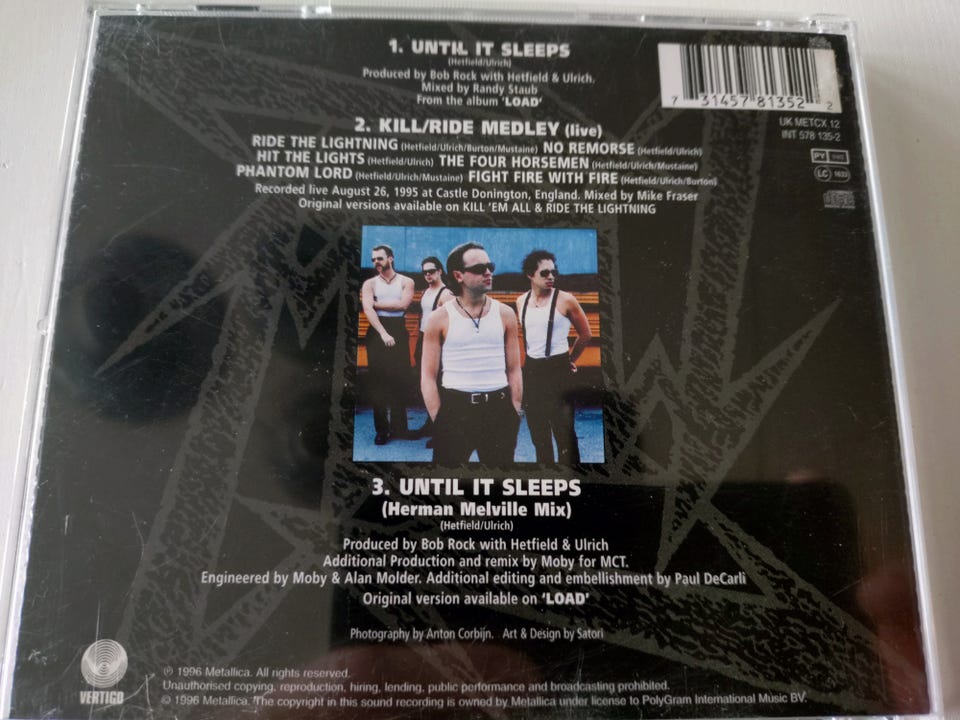 1. UNTIL IT SLEEPS
(Hetfield/Ulrich)
Produced by Bob Rock with Hetfield & Ulrich.
Mixed by Randy Staub
From the album 'LOAD'
7 31457 81352 2
UK METCX 12
INT 578 135-2
PY
LC 1633
2. KILL/RIDE MEDLEY (live)
RIDE THE LIGHTNING (Hetfield/Ulrich/Burton/Mustaine) NO REMORSE (Hetfield/Ulrich)
HIT THE LIGHTS (Hetfield/Ulrich) THE FOUR HORSEMEN (Hetfield/Ulrich/Mustaine)
PHANTOM LORD (Hetfield/Ulrich/Mustaine) FIGHT FIRE WITH FIRE (Hetfield/Ulrich/Burton)
Recorded live August 26, 1995 at Castle Donington, England. Mixed by Mike Fraser
Original versions available on KILL 'EM ALL & RIDE THE LIGHTNING
3. UNTIL IT SLEEPS
(Herman Melville Mix)
(Hetfield/Ulrich)
Produced by Bob Rock with Hetfield & Ulrich
Additional Production and remix by Moby for MCT.
Engineered by Moby & Alan Molder. Additional editing and embellishment by Paul DeCarli
Original version available on 'LOAD'
Photography by Anton Corbijn. Art & Design by Satori
VERTIGO
℗ 1996 Metallica. All rights reserved.
Unauthorised copying, reproduction, hiring, lending, public performance and broadcasting prohibited.
© 1996 Metallica. The copyright in this sound recording is owned by Metallica under license to PolyGram International Music BV.